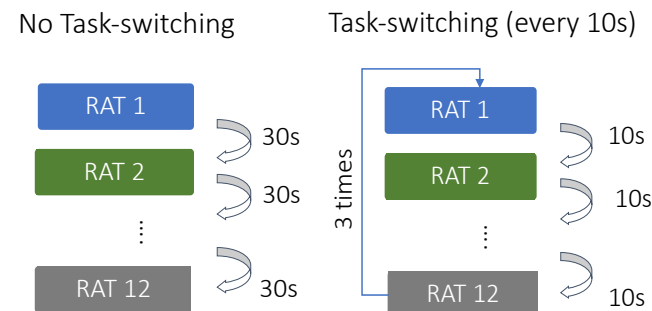 No Task-switching
RAT 1
30s
RAT 2
30s
RAT 12
30s
Task-switching (every 10s)
3 times
RAT 1
10s
RAT 2
10s
RAT 12
10s